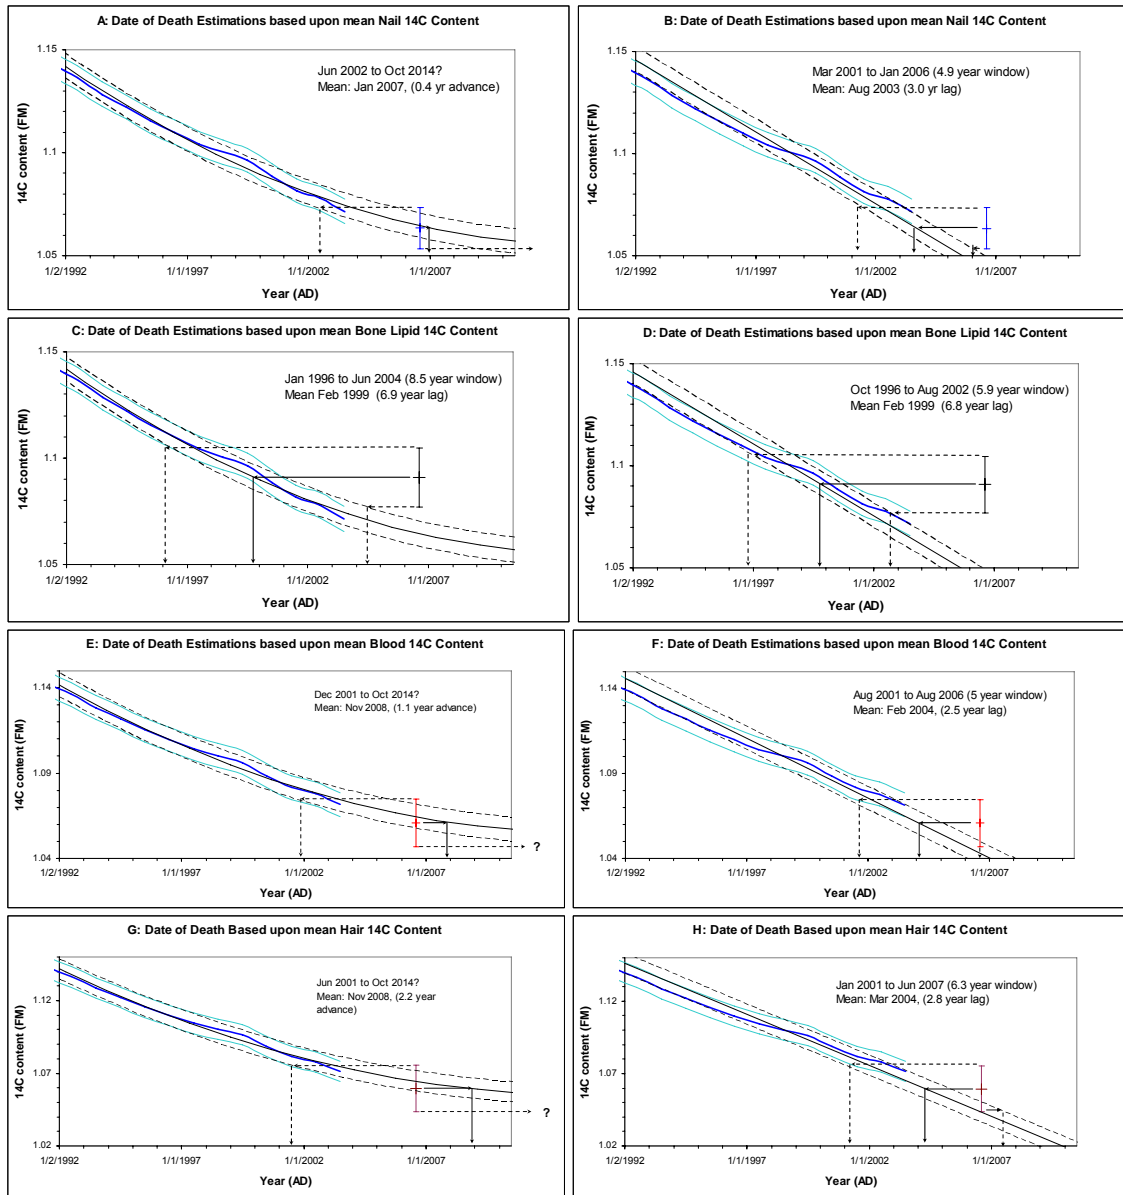 A: Date of Death Estimations based upon mean Nail 14C Content
1.15
Jun 2002 to Oct 2014?
Mean: Jan 2007, (0.4 yr advance)
14C content (FM)
1.1
1.05
1/2/1992
1/1/1997
1/1/2002
1/1/2007
Year (AD)
B: Date of Death Estimations based upon mean Nail 14C Content
1.15
Mar 2001 to Jan 2006 (4.9 year window)
Mean: Aug 2003 (3.0 yr lag)
14C content (FM)
1.1
1.05
1/2/1992
1/1/1997
1/1/2002
1/1/2007
Year (AD)
C: Date of Death Estimations based upon mean Bone Lipid 14C Content
1.15
Jan 1996 to Jun 2004 (8.5 year window)
Mean Feb 1999 (6.9 year lag)
14C content (FM)
1.1
1.05
1/2/1992
1/1/1997
1/1/2002
1/1/2007
Year (AD)
D: Date of Death Estimations based upon mean Bone Lipid 14C Content
1.15
Oct 1996 to Aug 2002 (5.9 year window)
Mean Feb 1999 (6.8 year lag)
14C content (FM)
1.1
1.05
1/2/1992
1/1/1997
1/1/2002
1/1/2007
Year (AD)
E: Date of Death Estimations based upon mean Blood 14C Content
1.14
Dec 2001 to Oct 2014?
Mean: Nov 2008, (1.1 year advance)
14C content (FM)
1.09
?
1.04
1/2/1992
1/1/1997
1/1/2002
1/1/2007
Year (AD)
F: Date of Death Estimations based upon mean Blood 14C Content
1.14
Aug 2001 to Aug 2006 (5 year window)
Mean: Feb 2004, (2.5 year lag)
14C content (FM)
1.09
1.04
1/2/1992
1/1/1997
1/1/2002
1/1/2007
Year (AD)
G: Date of Death Based upon mean Hair 14C Content
Jun 2001 to Oct 2014?
Mean: Nov 2008, (2.2 year
advance)
14C content (FM)
1.12
1.07
?
1.02
1/2/1992
1/1/1997
1/1/2002
1/1/2007
Year (AD)
H: Date of Death Based upon mean Hair 14C Content
Jan 2001 to Jun 2007 (6.3 year window)
Mean: Mar 2004, (2.8 year lag)
14C content (FM)
1.12
1.07
1.02
1/2/1992
1/1/1997
1/1/2002
1/1/2007
Year (AD)